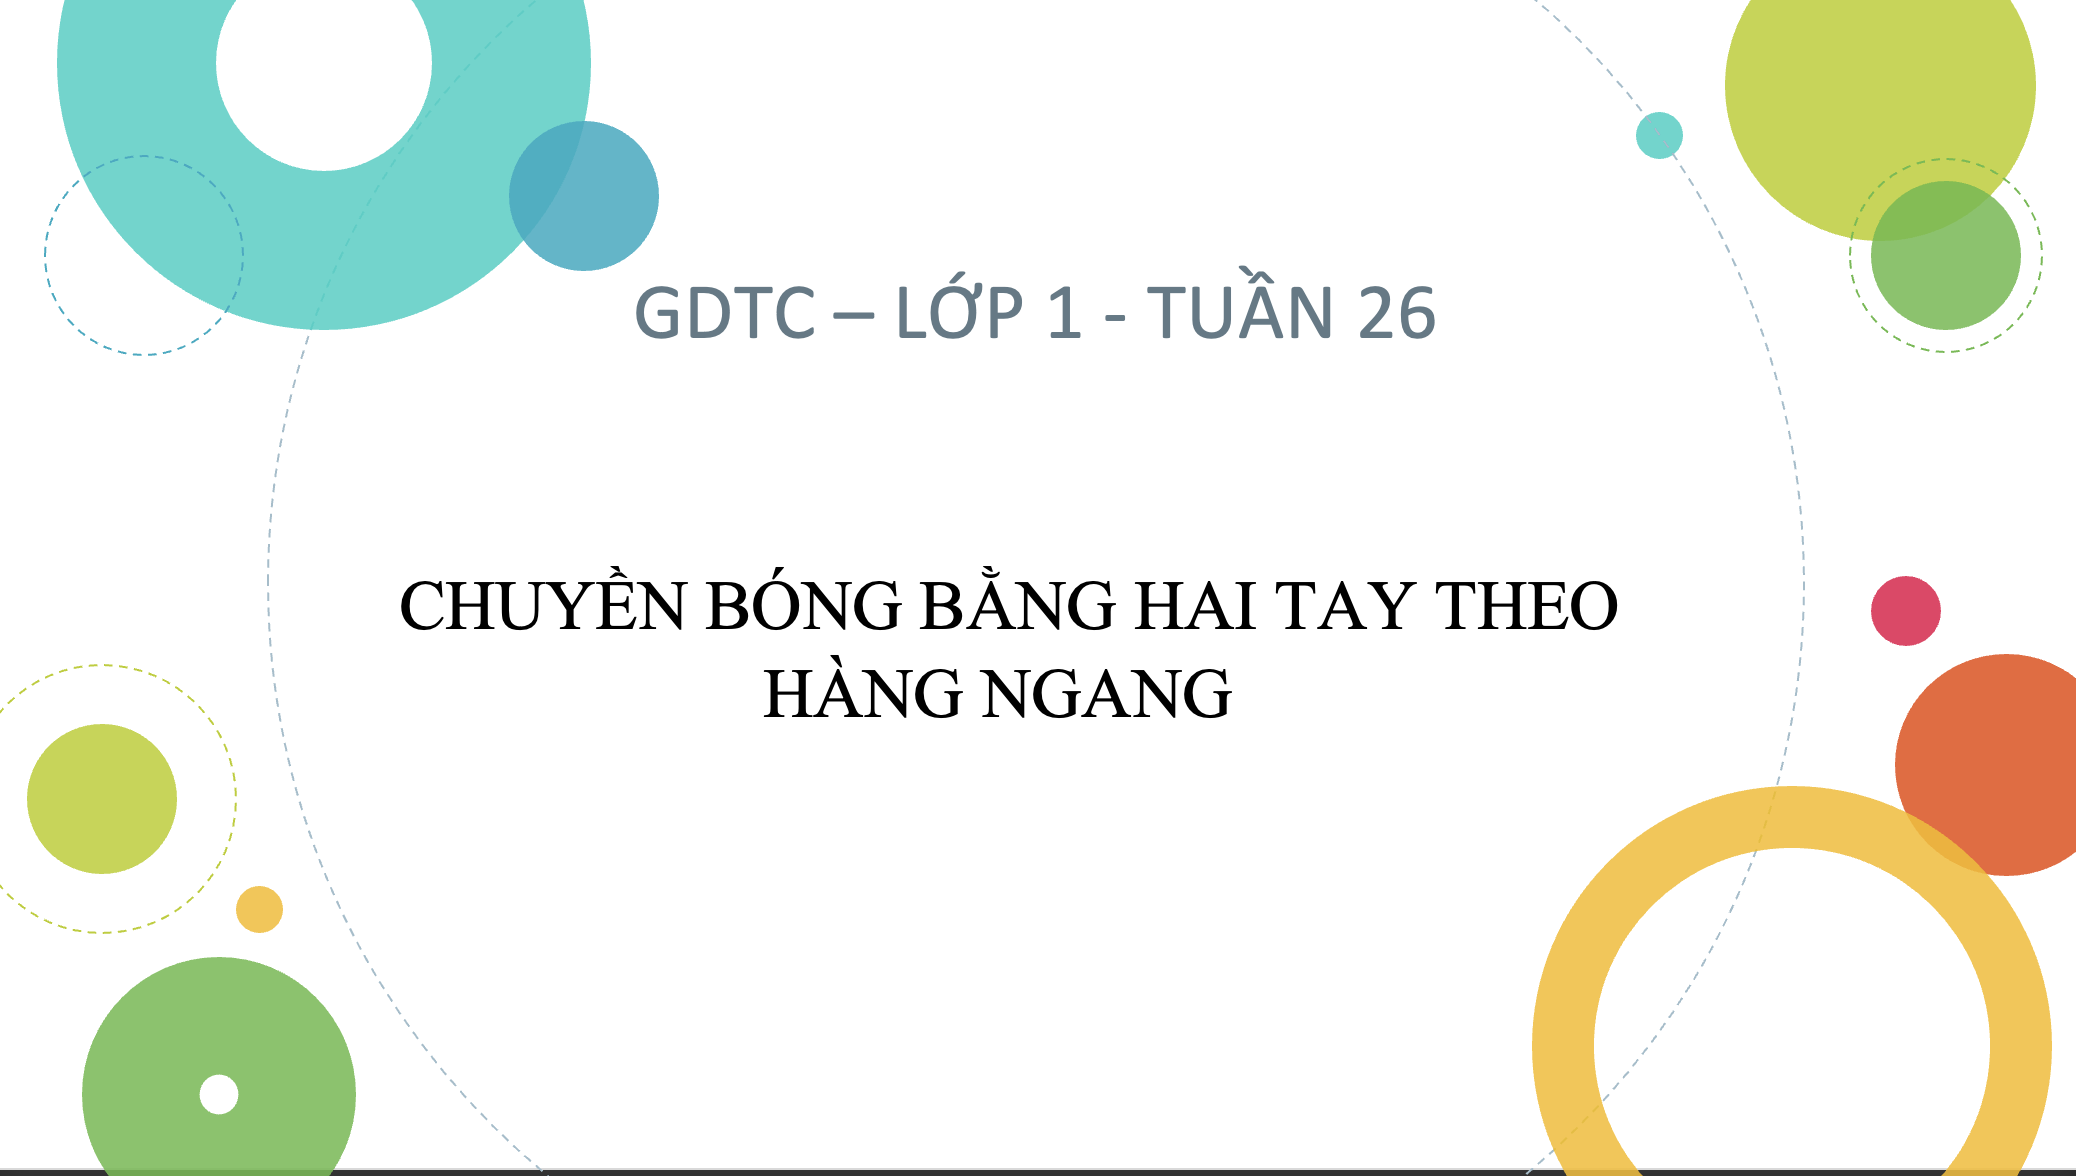 GDTC – LỚP 1 - TUẦN 26
CHUYỀN BÓNG BẰNG HAI TAY THEO
HÀNG NGANG